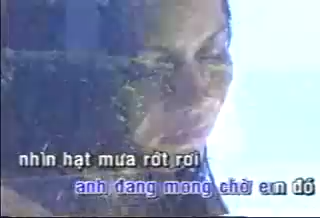 nhìn hạt mưa rớt rơi
anh đang mong chờ em đó